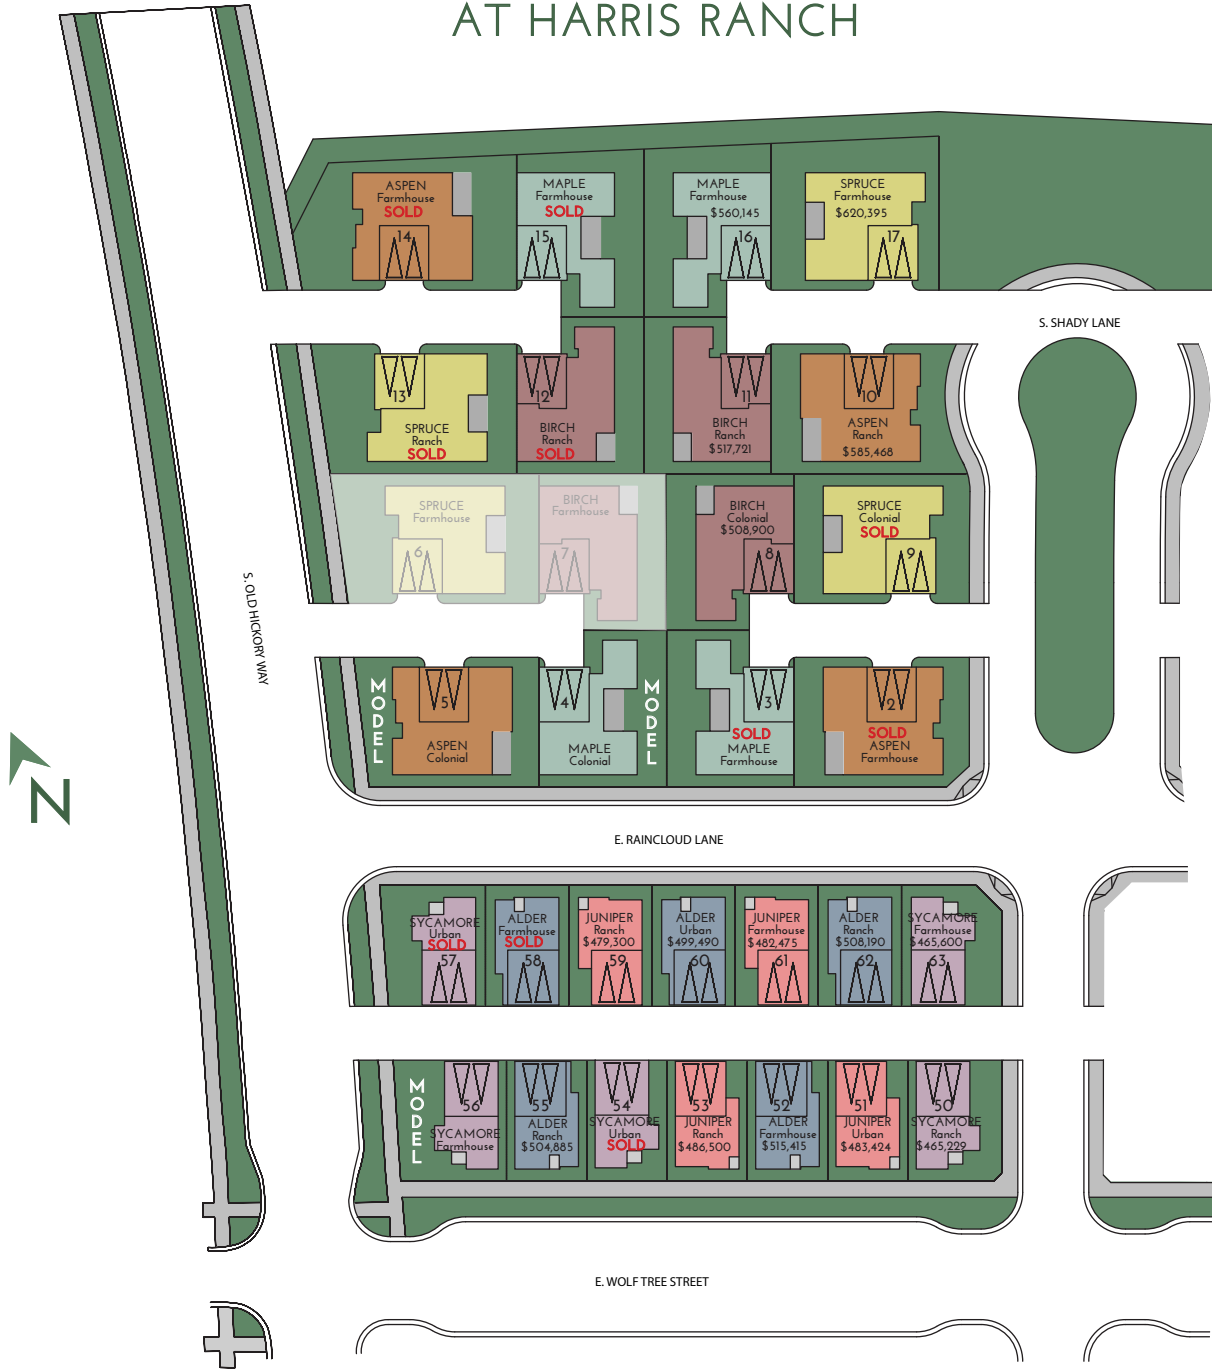 AT HARRIS RANCH
ASPEN
Farmhouse
SOLD
14
MAPLE
Farmhouse
SOLD
15
MAPLE
Farmhouse
$560,145
16
SPRUCE
Farmhouse
$620,395
17
S. SHADY LANE
13
SPRUCE
Ranch
SOLD
12
BIRCH
Ranch
SOLD
11
BIRCH
Ranch
$517,721
10
ASPEN
Ranch
$585,468
SPRUCE
Farmhouse
6
BIRCH
Farmhouse
7
BIRCH
Colonial
$508,900
8
SPRUCE
Colonial
SOLD
9
S. OLD HICKORY WAY
MODEL
5
ASPEN
Colonial
4
MAPLE
Colonial
MODEL
3
SOLD
MAPLE
Farmhouse
2
SOLD
ASPEN
Farmhouse
N
E. RAINCLOUD LANE
SYCAMORE
Urban
SOLD
57
ALDER
Farmhouse
SOLD
58
JUNIPER
Ranch
$479,300
59
ALDER
Urban
$499,490
60
JUNIPER
Farmhouse
$482,475
61
ALDER
Ranch
$508,190
62
SYCAMORE
Farmhouse
$465,600
63
MODEL
56
SYCAMORE
Farmhouse
55
ALDER
Ranch
$504,885
54
SYCAMORE
Urban
SOLD
53
JUNIPER
Ranch
$486,500
52
ALDER
Farmhouse
$515,415
51
JUNIPER
Urban
$483,424
50
SYCAMORE
Ranch
$465,229
E. WOLF TREE STREET